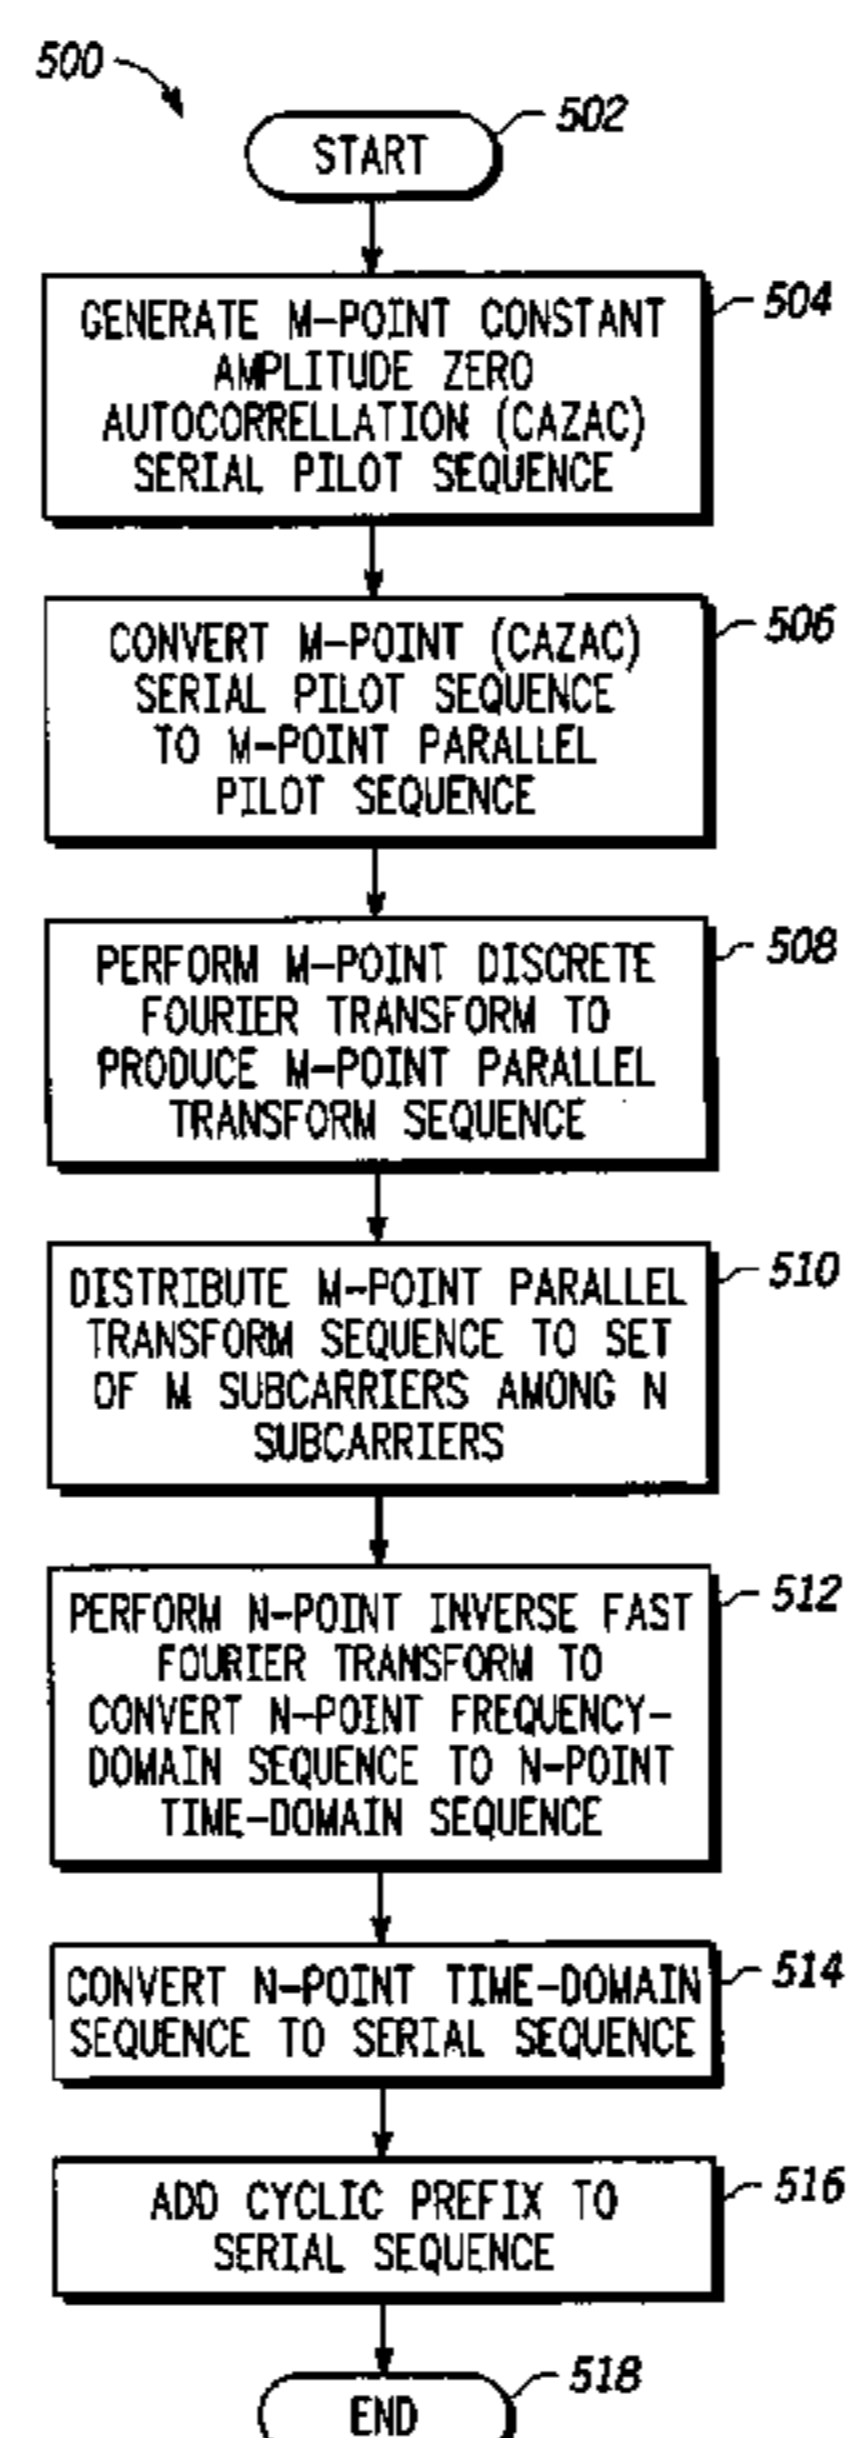 500
502
START
504
GENERATE M-POINT CONSTANT
AMPLITUDE ZERO
AUTOCORRELLATION (CAZAC)
SERIAL PILOT SEQUENCE
506
CONVERT M-POINT (CAZAC)
SERIAL PILOT SEQUENCE
TO M-POINT PARALLEL
PILOT SEQUENCE
508
PERFORM M-POINT DISCRETE
FOURIER TRANSFORM TO
PRODUCE M-POINT PARALLEL
TRANSFORM SEQUENCE
510
DISTRIBUTE M-POINT PARALLEL
TRANSFORM SEQUENCE TO SET
OF M SUBCARRIERS AMONG N
SUBCARRIERS
512
PERFORM N-POINT INVERSE FAST
FOURIER TRANSFORM TO
CONVERT N-POINT FREQUENCY-
DOMAIN SEQUENCE TO N-POINT
TIME-DOMAIN SEQUENCE
514
CONVERT N-POINT TIME-DOMAIN
SEQUENCE TO SERIAL SEQUENCE
516
ADD CYCLIC PREFIX TO
SERIAL SEQUENCE
518
END